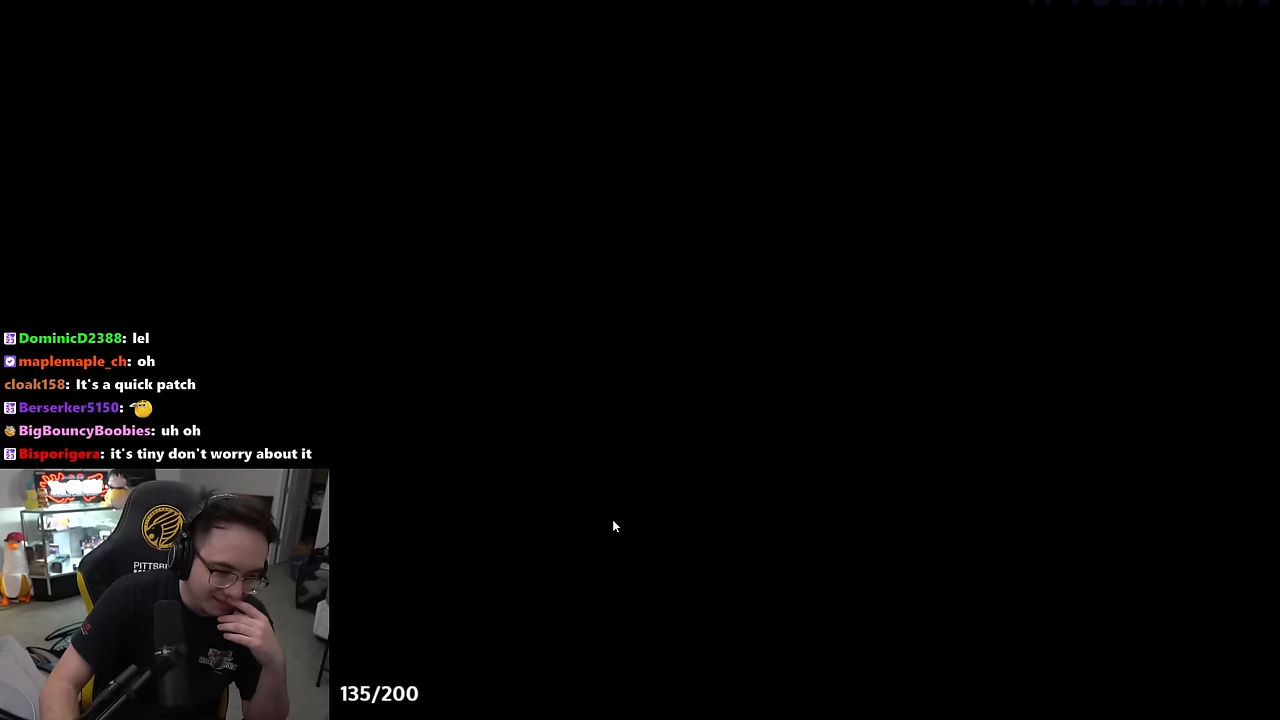 DominicD2388: lel
maplemaple_ch: oh
cloak158: It's a quick patch
Berserker5150:
BigBouncyBoobies: uh oh
Bisporigera: it's tiny don't worry about it
135/200